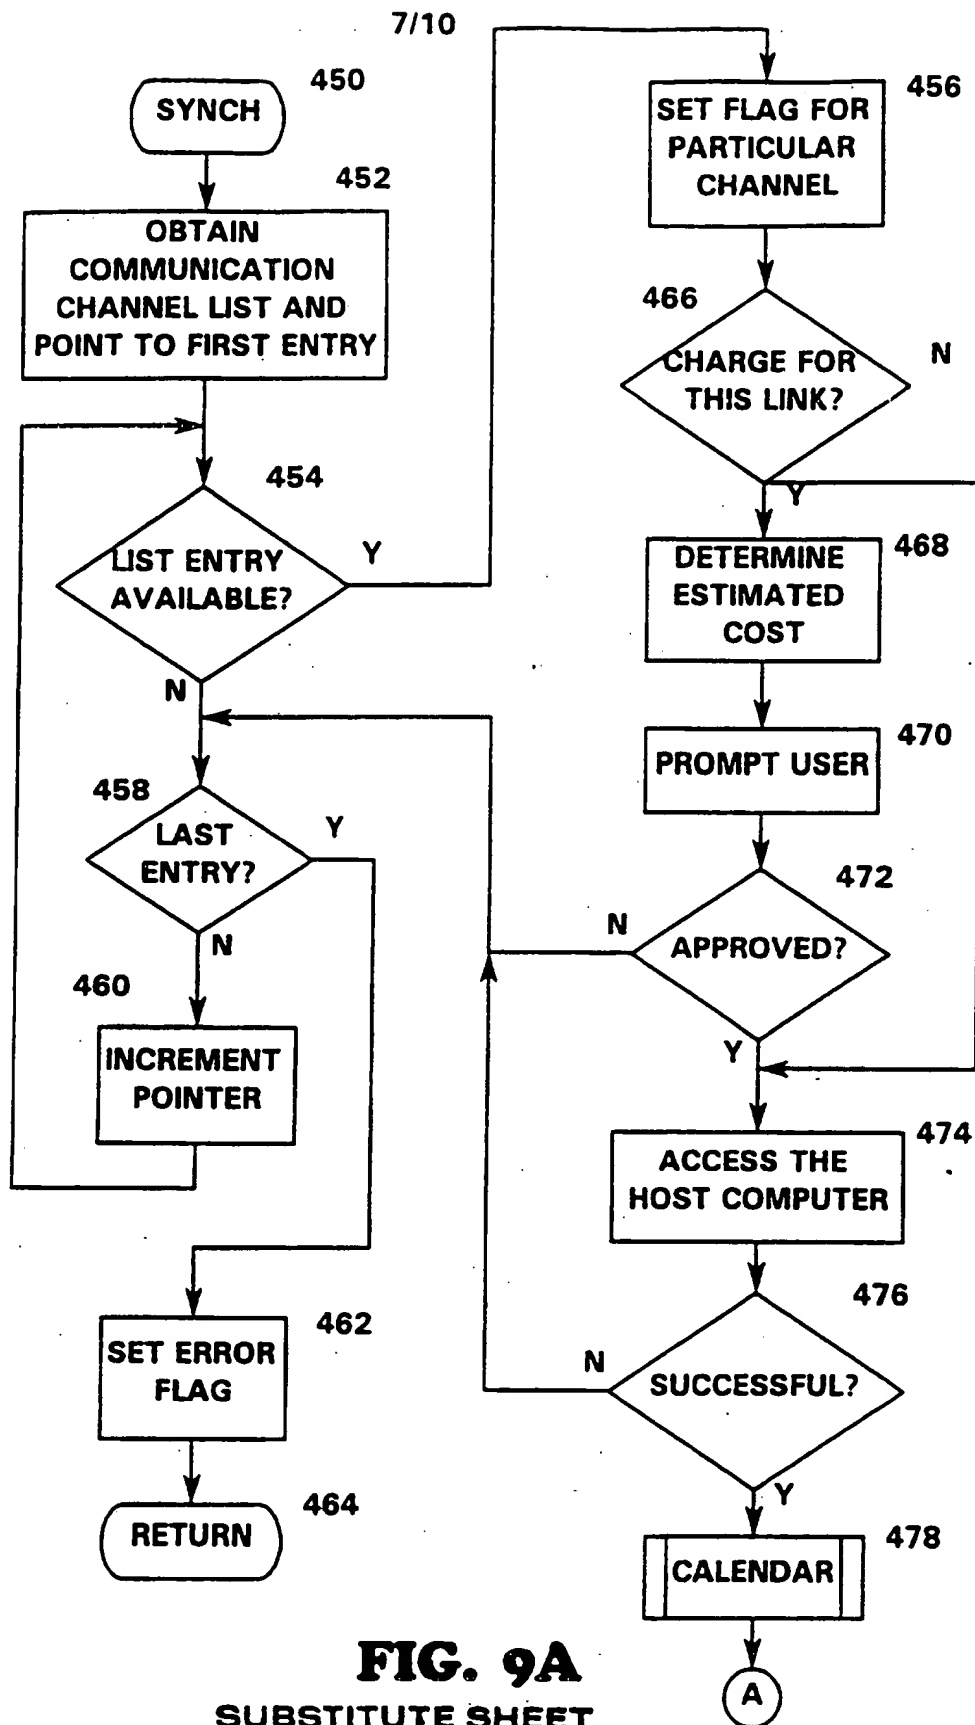 7/10
450
SYNCH
452
OBTAIN
COMMUNICATION
CHANNEL LIST AND
POINT TO FIRST ENTRY
454
LIST ENTRY
AVAILABLE?
Y
N
458
LAST
ENTRY?
Y
N
460
INCREMENT
POINTER
462
SET ERROR
FLAG
464
RETURN
456
SET FLAG FOR
PARTICULAR
CHANNEL
466
CHARGE FOR
THIS LINK?
N
Y
468
DETERMINE
ESTIMATED
COST
470
PROMPT USER
472
APPROVED?
N
Y
474
ACCESS THE
HOST COMPUTER
476
SUCCESSFUL?
N
Y
478
CALENDAR
A
FIG. 9A
SUBSTITUTE SHEET